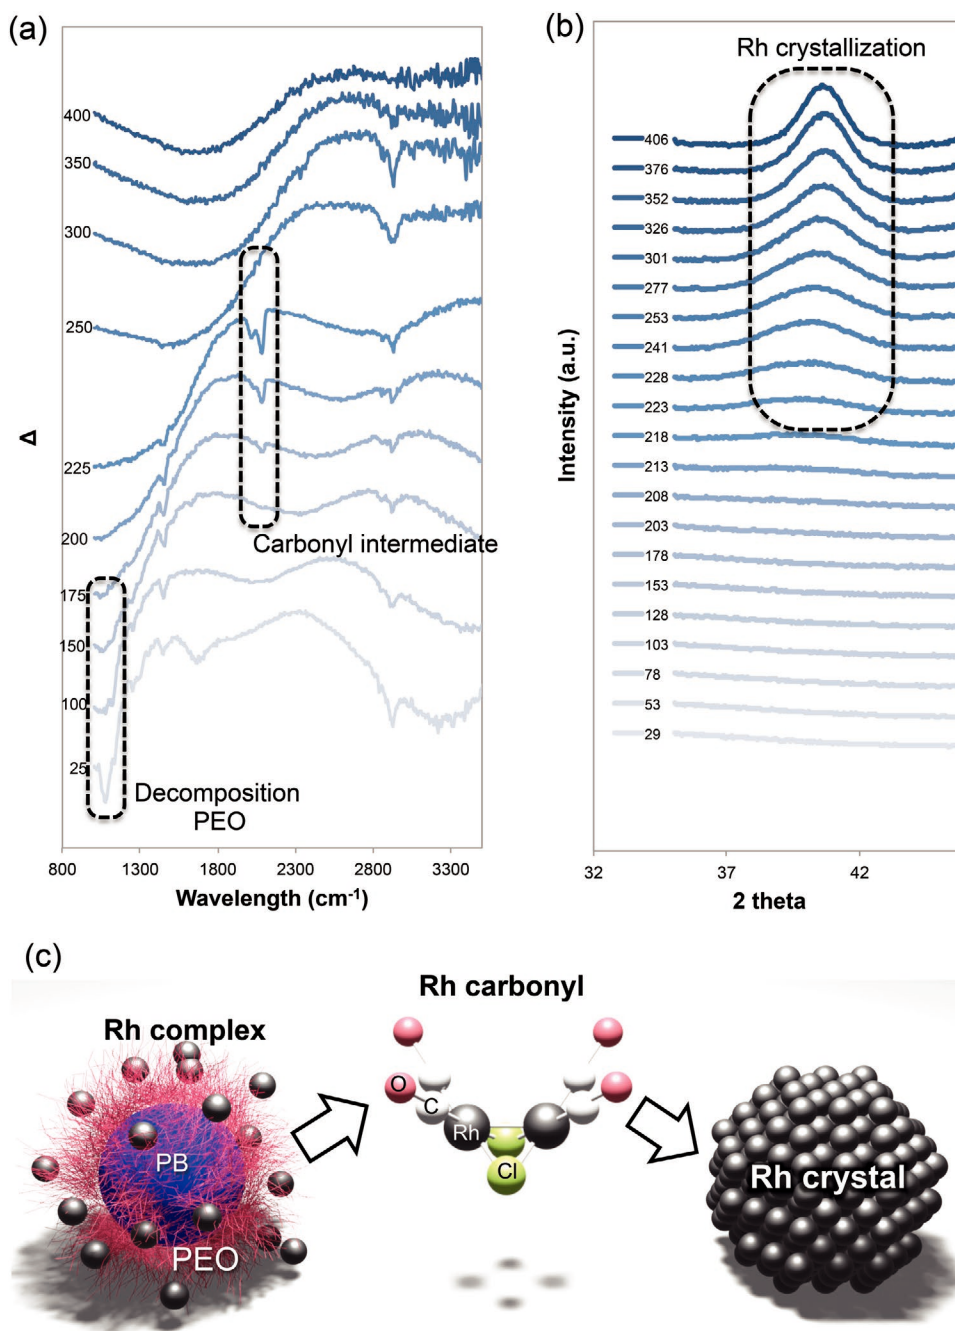 (a)
400
350
300
250
225
200
175
150
100
25
Δ
Carbonyl intermediate
Decomposition
PEO
800 1300 1800 2300 2800 3300
Wavelength (cm⁻¹)
(b)
Rh crystallization
406
376
352
326
301
277
253
241
228
223
218
213
208
203
178
153
128
103
78
53
29
Intensity (a.u.)
32 37 42
2 theta
(c)
Rh complex
PB
PEO
Rh carbonyl
O
C
Rh
Cl
Rh crystal